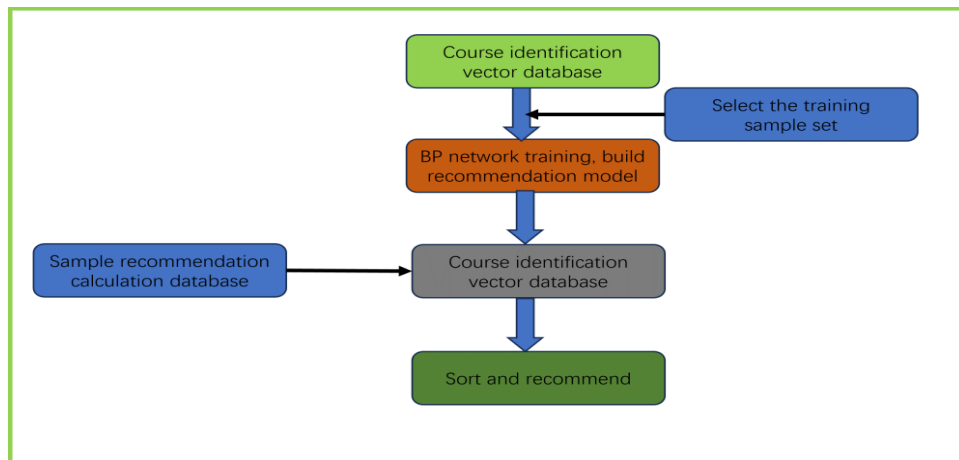 Course identification
vector database
Select the training
sample set
BP network training, build
recommendation model
Sample recommendation
calculation database
Course identification
vector database
Sort and recommend